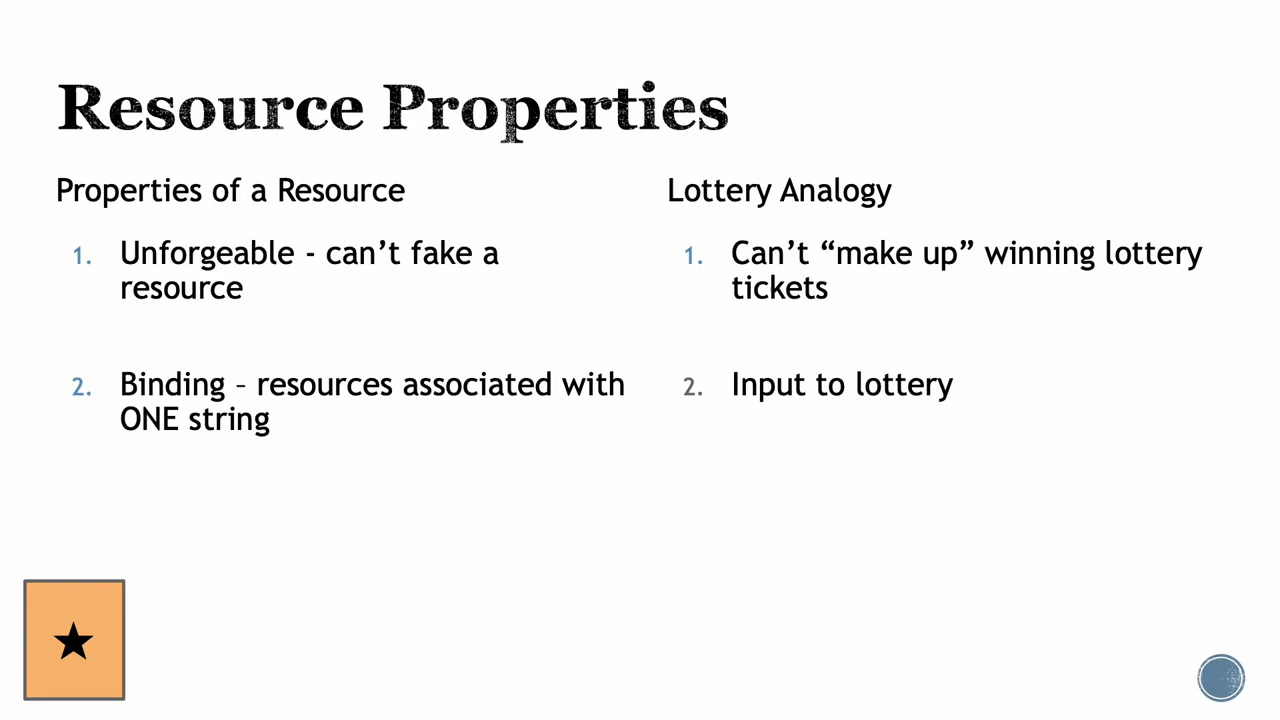 Resource Properties
Properties of a Resource
1. Unforgeable - can’t fake a
resource
2. Binding – resources associated with
ONE string
Lottery Analogy
1. Can’t “make up” winning lottery
tickets
2. Input to lottery